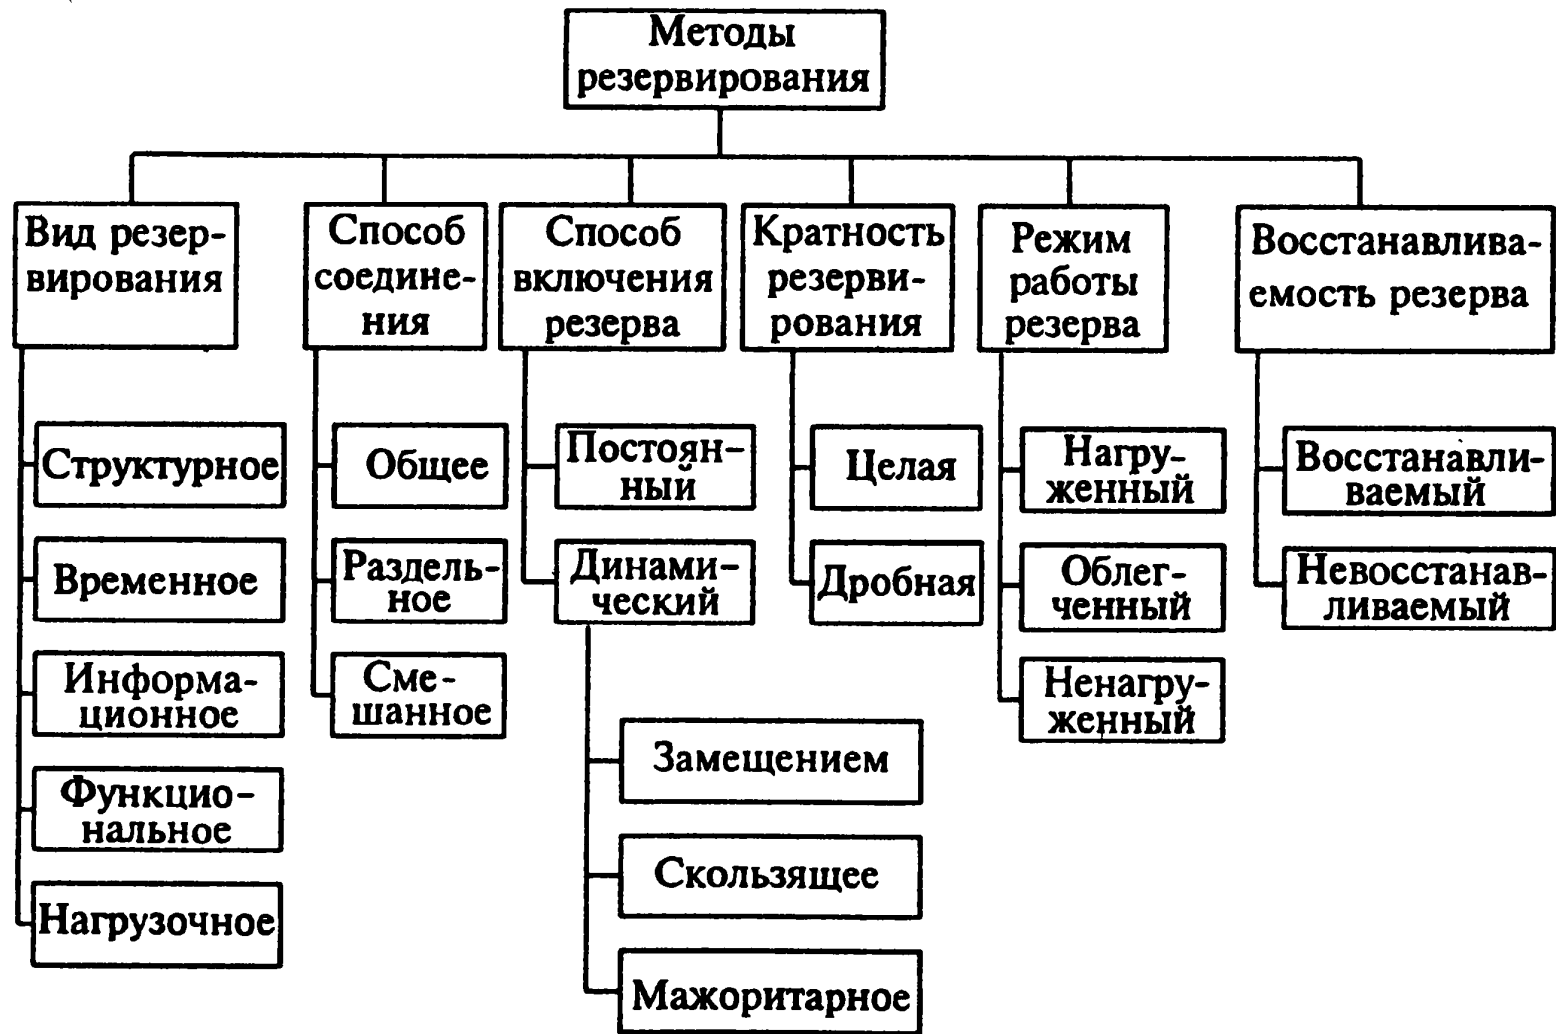 Методы
резервирования
Вид резер-
вирования
Способ
соедине-
ния
Способ
включения
резерва
Кратность
резерви-
рования
Режим
работы
резерва
Восстанавлива-
емость резерва
Структурное
Временное
Информа-
ционное
Функцио-
нальное
Нагрузочное
Общее
Раздель-
ное
Сме-
шанное
Постоян-
ный
Динами-
ческий
Замещением
Скользящее
Мажоритарное
Целая
Дробная
Нагру-
женный
Облег-
ченный
Ненагру-
женный
Восстанавли-
ваемый
Невосстанав-
ливаемый